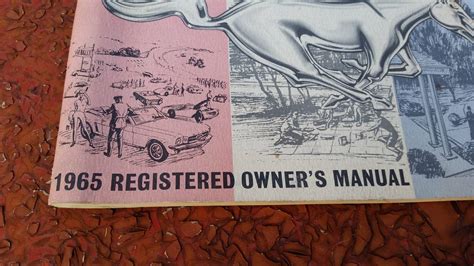 1965 REGISTERED OWNER'S MANUAL